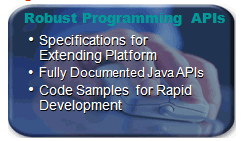 Robust Programming APIs
• Specifications for
Extending Platform
• Fully Documented Java APIs
• Code Samples for Rapid
Development